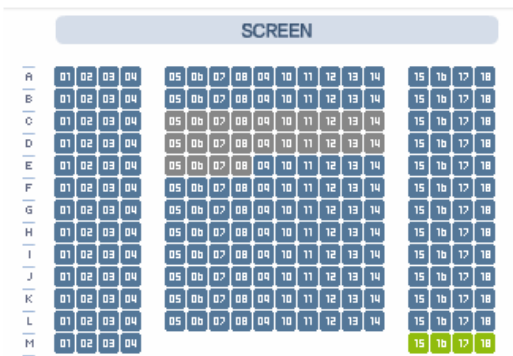 SCREEN
A 01 02 03 04 05 06 07 08 09 10 11 12 13 14 15 16 17 18
B 01 02 03 04 05 06 07 08 09 10 11 12 13 14 15 16 17 18
C 01 02 03 04 05 06 07 08 09 10 11 12 13 14 15 16 17 18
D 01 02 03 04 05 06 07 08 09 10 11 12 13 14 15 16 17 18
E 01 02 03 04 05 06 07 08 09 10 11 12 13 14 15 16 17 18
F 01 02 03 04 05 06 07 08 09 10 11 12 13 14 15 16 17 18
G 01 02 03 04 05 06 07 08 09 10 11 12 13 14 15 16 17 18
H 01 02 03 04 05 06 07 08 09 10 11 12 13 14 15 16 17 18
I 01 02 03 04 05 06 07 08 09 10 11 12 13 14 15 16 17 18
J 01 02 03 04 05 06 07 08 09 10 11 12 13 14 15 16 17 18
K 01 02 03 04 05 06 07 08 09 10 11 12 13 14 15 16 17 18
L 01 02 03 04 05 06 07 08 09 10 11 12 13 14 15 16 17 18
M 01 02 03 04 15 16 17 18